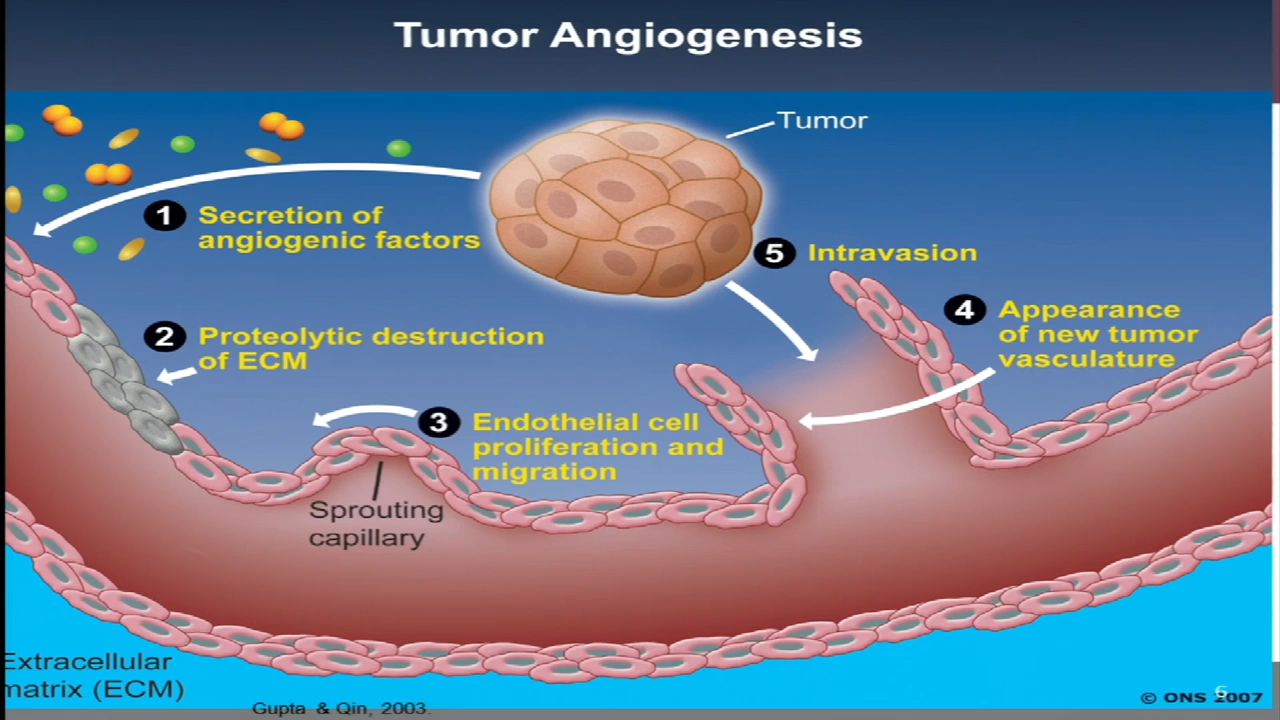 Tumor Angiogenesis
Tumor
1 Secretion of
angiogenic factors
5 Intravasion
4 Appearance
of new tumor
vasculature
2 Proteolytic destruction
of ECM
3 Endothelial cell
proliferation and
migration
Sprouting
capillary
Extracellular
matrix (ECM)
Gupta & Qin, 2003.
© ONS 2007
6